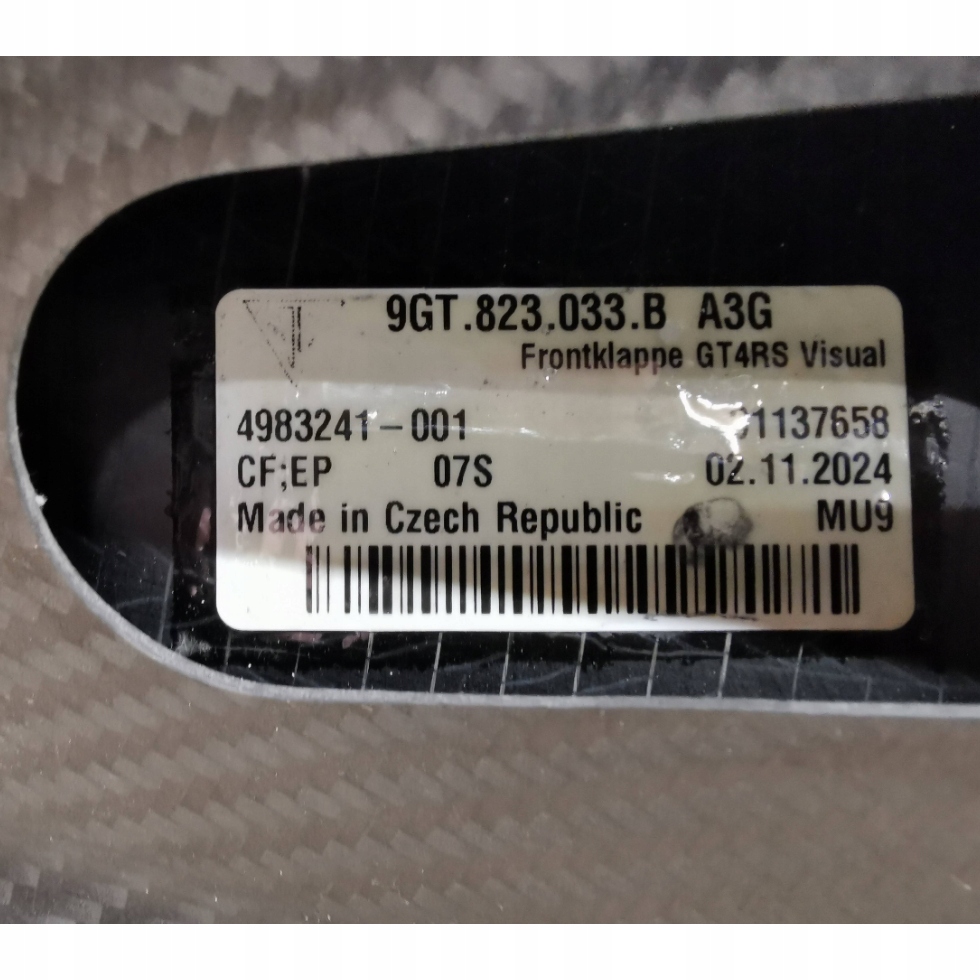 9GT.823.033.B A3G
Frontklappe GT4RS Visual
4983241-001 01137658
CF;EP 07S 02.11.2024
Made in Czech Republic MU9